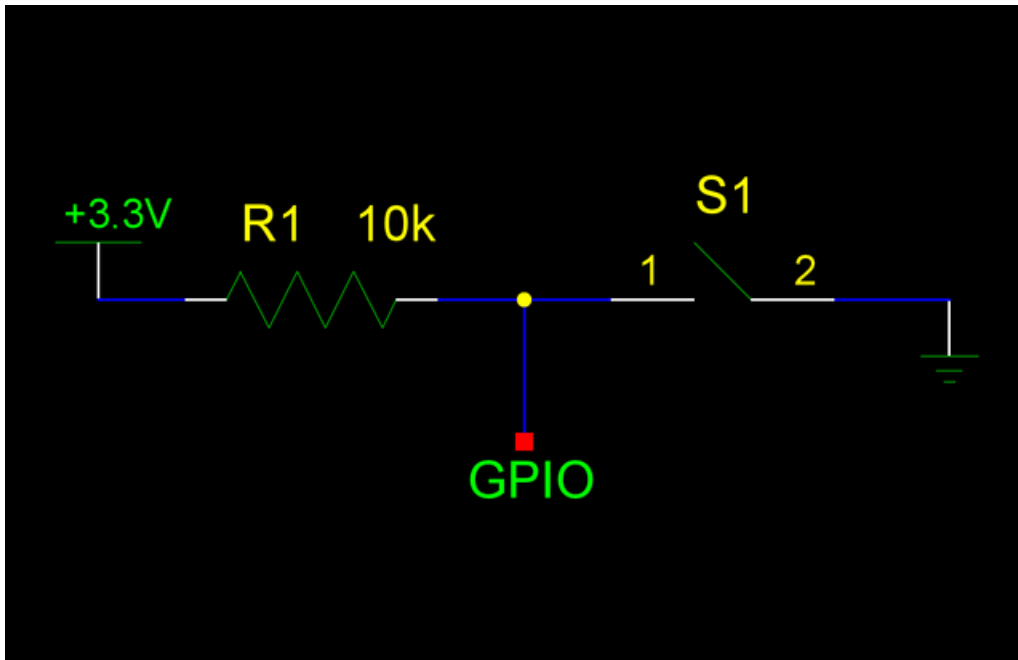 +3.3V
R1 10k
S1
1
2
GPIO